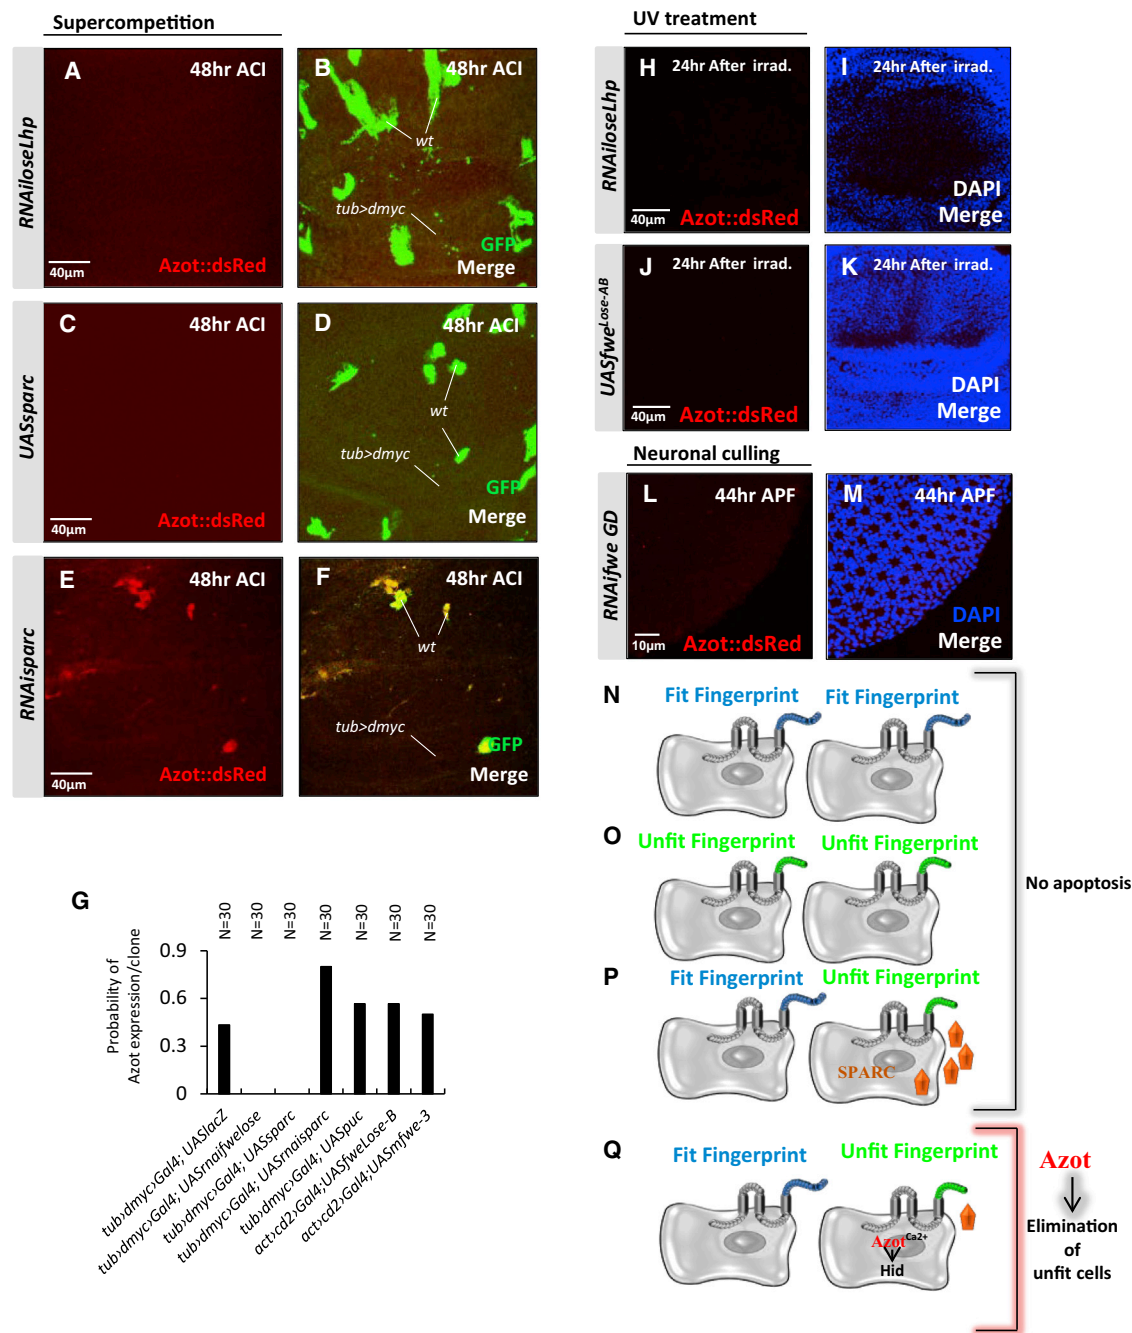 Supercompetition
RNAiloseLhp
A
48hr ACI
40µm
Azot::dsRed
B
48hr ACI
wt
tub>dmyc
GFP
Merge
UASsparc
C
48hr ACI
40µm
Azot::dsRed
D
48hr ACI
wt
tub>dmyc
GFP
Merge
RNAisparc
E
48hr ACI
40µm
Azot::dsRed
F
48hr ACI
wt
tub>dmyc
GFP
Merge
G
Probability of
Azot expression/clone
0.9
0.6
0.3
0
N=30
N=30
N=30
N=30
N=30
N=30
N=30
tub›dmyc›Gal4; UASlacZ
tub›dmyc›Gal4; UASrnaifwelose
tub›dmyc›Gal4; UASsparc
tub›dmyc›Gal4; UASrnaisparc
tub›dmyc›Gal4; UASpuc
act›cd2›Gal4;UASfweLose-B
act›cd2›Gal4;UASmfwe-3
UV treatment
RNAiloseLhp
H
24hr After irrad.
40µm
Azot::dsRed
I
24hr After irrad.
DAPI
Merge
UASfweLose-AB
J
24hr After irrad.
40µm
Azot::dsRed
K
24hr After irrad.
DAPI
Merge
Neuronal culling
RNAifwe GD
L
44hr APF
10µm
Azot::dsRed
M
44hr APF
DAPI
Merge
N
Fit Fingerprint
Fit Fingerprint
O
Unfit Fingerprint
Unfit Fingerprint
P
Fit Fingerprint
Unfit Fingerprint
SPARC
No apoptosis
Q
Fit Fingerprint
Unfit Fingerprint
Azot Ca2+
Hid
Azot
Elimination
of
unfit cells